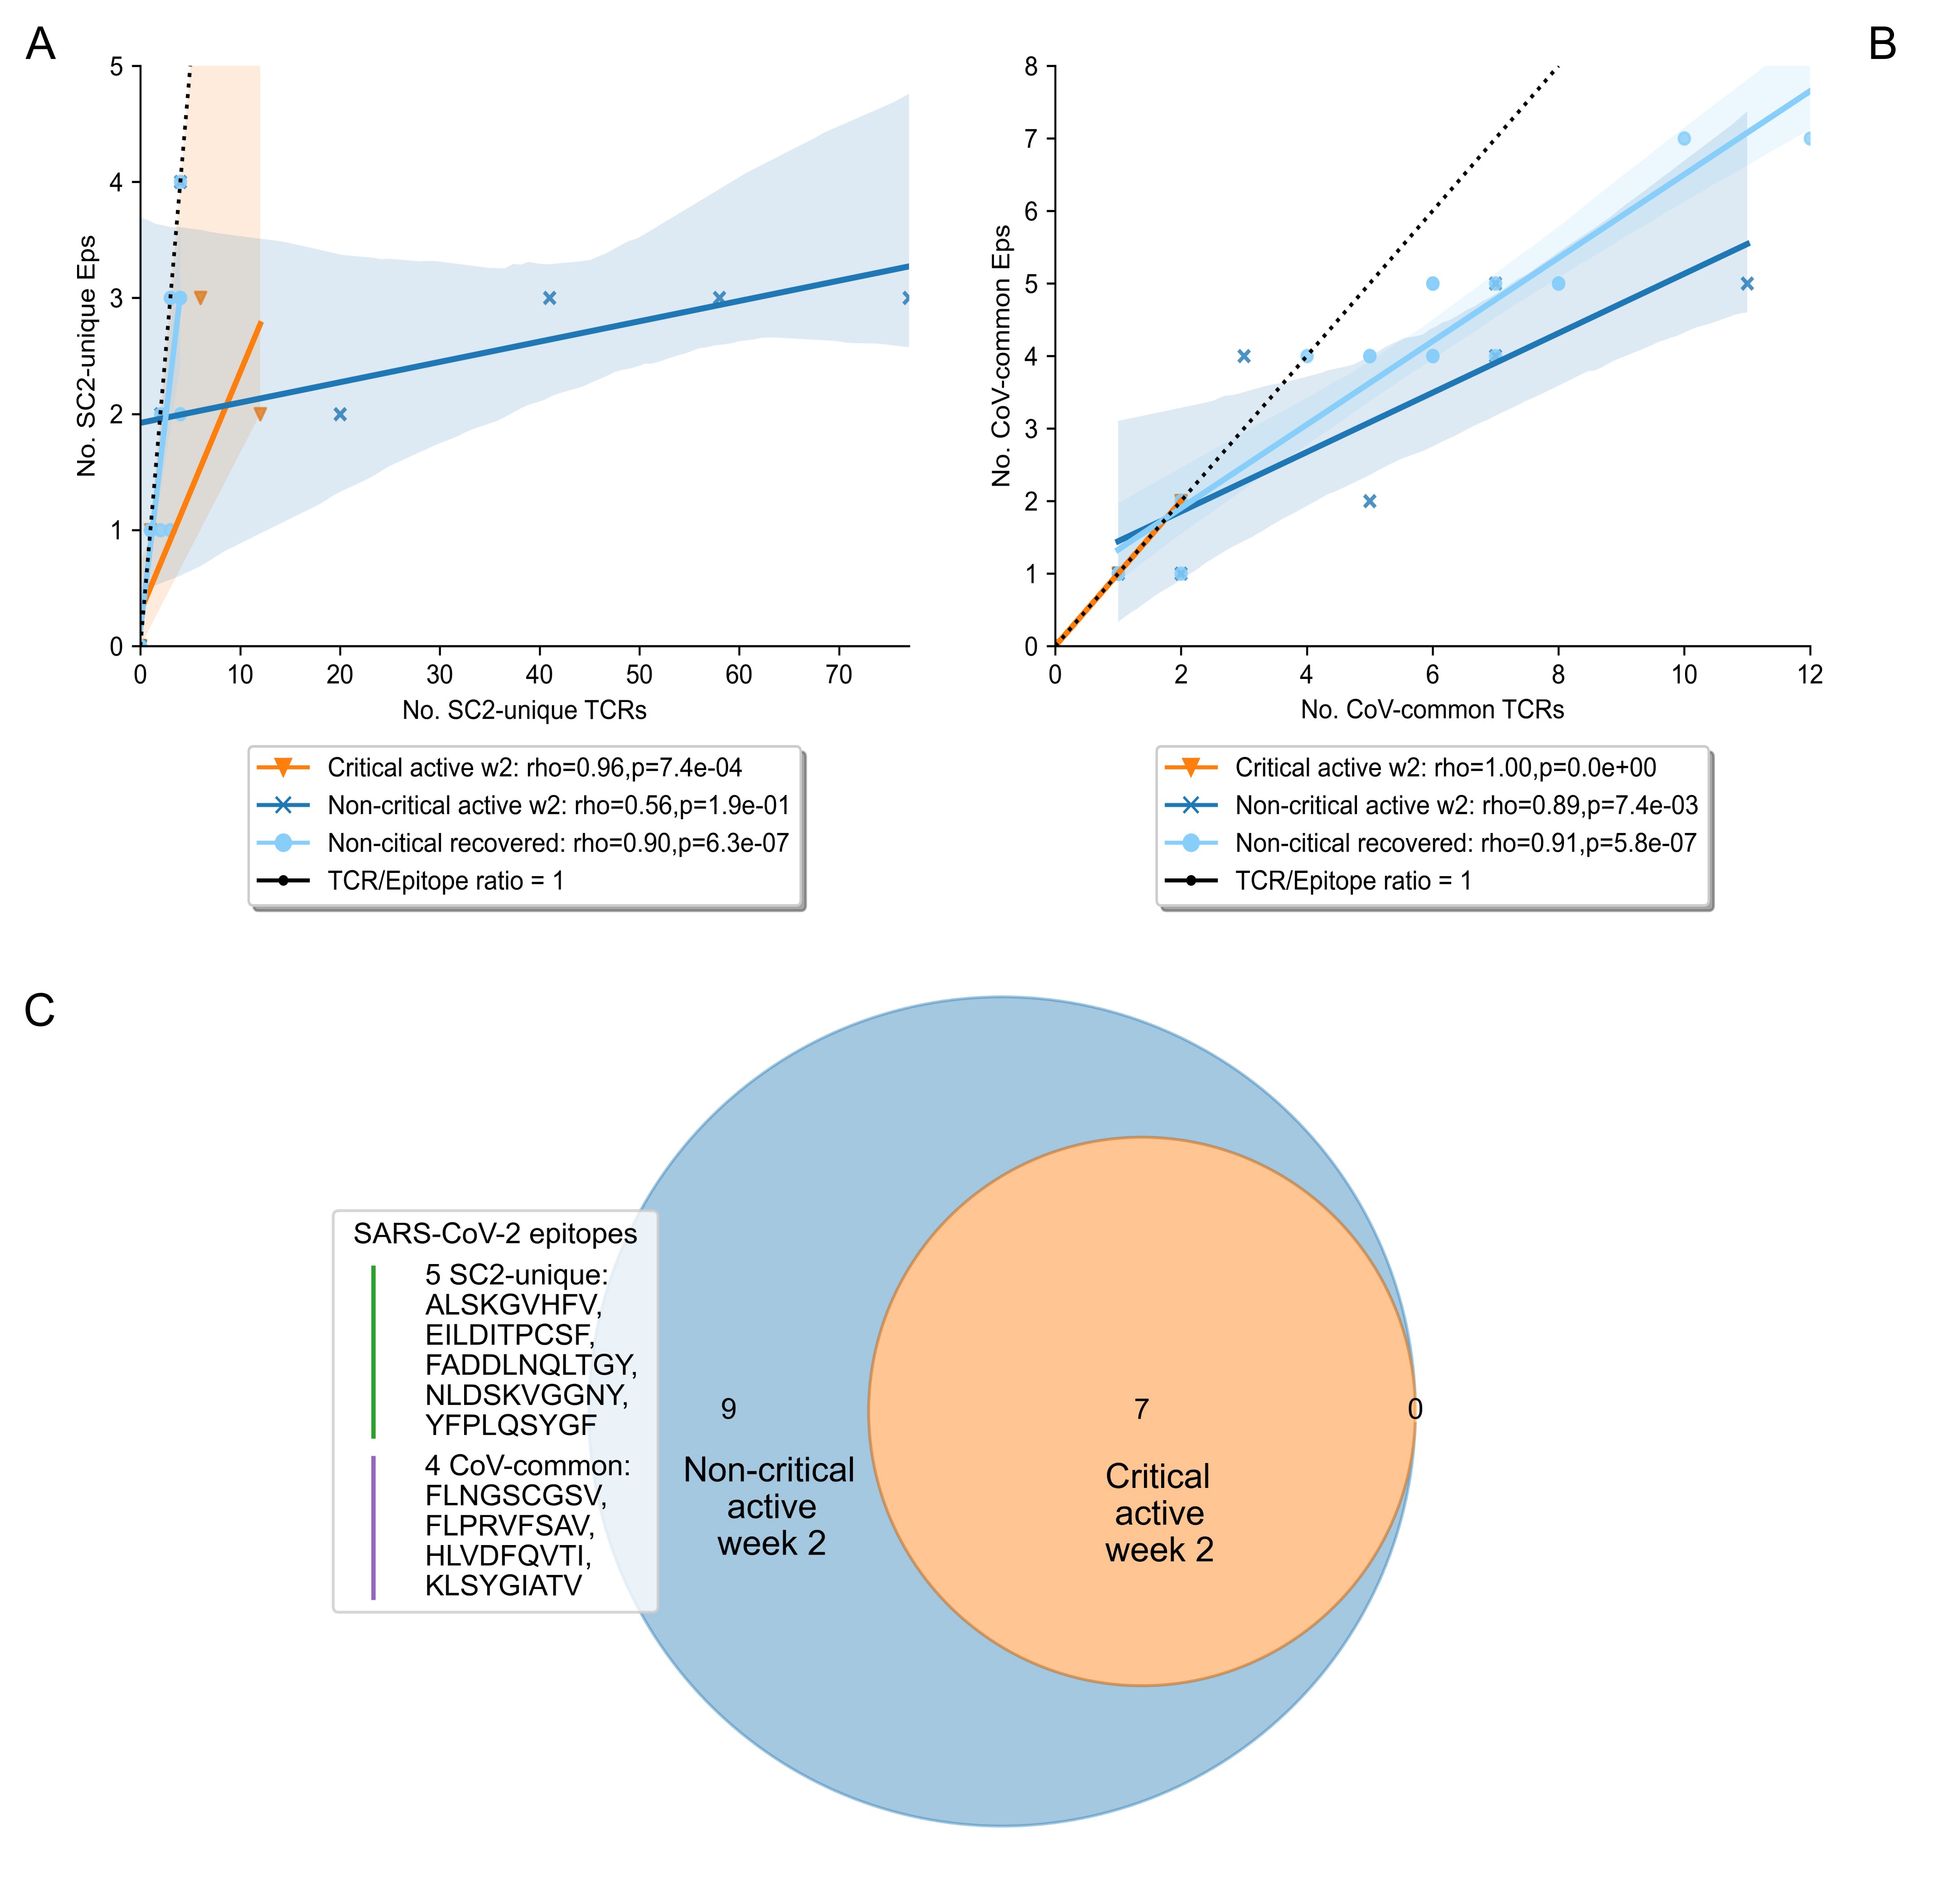 A
B
5
4
3
2
1
0
No. SC2-unique Eps
0 10 20 30 40 50 60 70
No. SC2-unique TCRs
Critical active w2: rho=0.96,p=7.4e-04
Non-critical active w2: rho=0.56,p=1.9e-01
Non-citical recovered: rho=0.90,p=6.3e-07
TCR/Epitope ratio = 1
8
7
6
5
4
3
2
1
0
No. CoV-common Eps
0 2 4 6 8 10 12
No. CoV-common TCRs
Critical active w2: rho=1.00,p=0.0e+00
Non-critical active w2: rho=0.89,p=7.4e-03
Non-citical recovered: rho=0.91,p=5.8e-07
TCR/Epitope ratio = 1
C
SARS-CoV-2 epitopes
5 SC2-unique:
ALSKGVHFV,
EILDITPCSF,
FADDLNQLTGY,
NLDSKVGGNY,
YFPLQSYGF
4 CoV-common:
FLNGSCGSV,
FLPRVFSAV,
HLVDFQVTI,
KLSYGIATV
9
Non-critical
active
week 2
7
Critical
active
week 2
0